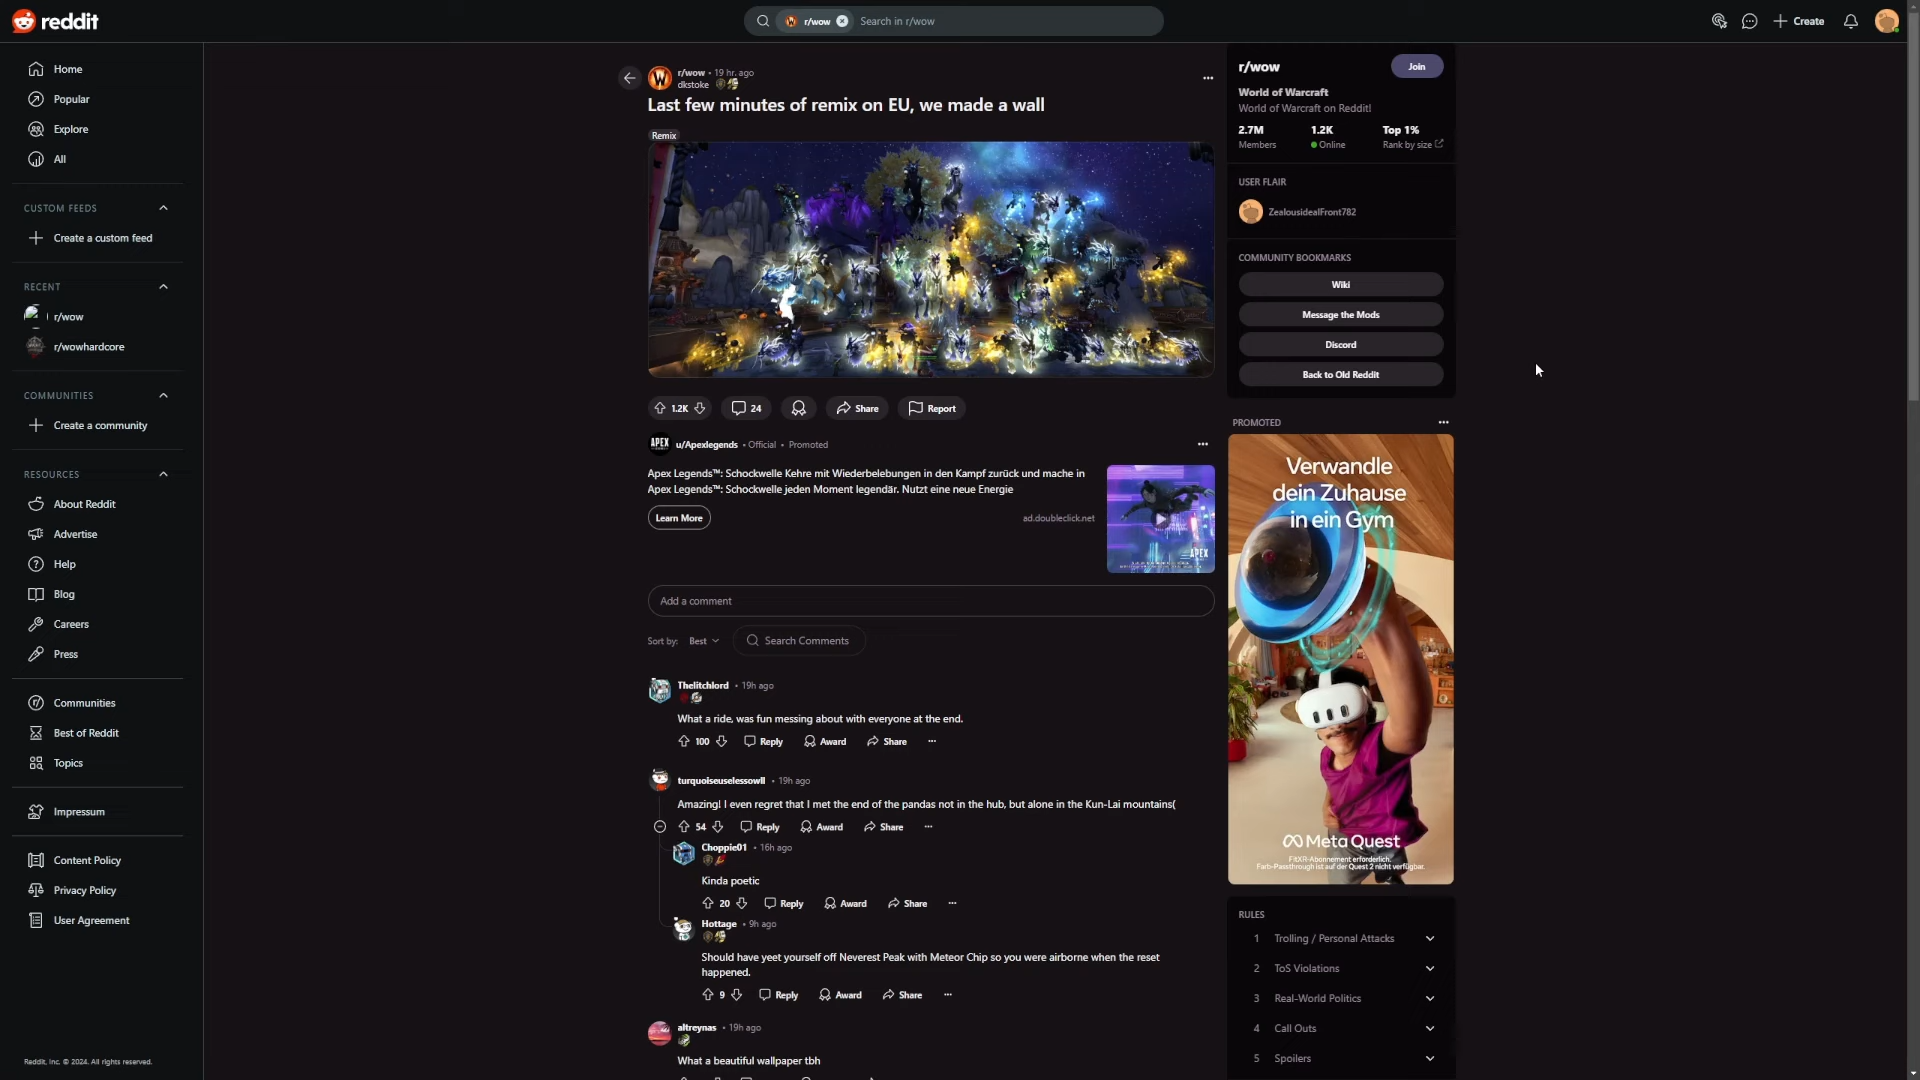 reddit
r/wow
Search in r/wow
Create
Home
Popular
Explore
All
CUSTOM FEEDS
Create a custom feed
RECENT
r/wow
r/wowhardcore
COMMUNITIES
Create a community
RESOURCES
About Reddit
Advertise
Help
Blog
Careers
Press
Communities
Best of Reddit
Topics
Impressum
Content Policy
Privacy Policy
User Agreement
Reddit, Inc. © 2024. All rights reserved.
r/wow • 19 hr. ago
dkstoke
Last few minutes of remix on EU, we made a wall
Remix
1.2K
24
Share
Report
APEX
u/Apexlegends • Official • Promoted
Apex Legends™: Schockwelle Kehre mit Wiederbelebungen in den Kampf zurück und mache in
Apex Legends™: Schockwelle jeden Moment legendär. Nutzt eine neue Energie
Learn More
ad.doubleclick.net
APEX
Add a comment
Sort by: Best
Search Comments
Thelitchlord • 19h ago
What a ride, was fun messing about with everyone at the end.
100 Reply Award Share
turquoiseuselessowll • 19h ago
Amazing! I even regret that I met the end of the pandas not in the hub, but alone in the Kun-Lai mountains(
54 Reply Award Share
Choppie01 • 16h ago
Kinda poetic
20 Reply Award Share
Hottage • 9h ago
Should have yeet yourself off Neverest Peak with Meteor Chip so you were airborne when the reset
happened.
9 Reply Award Share
altreynas • 19h ago
What a beautiful wallpaper tbh
r/wow
Join
World of Warcraft
World of Warcraft on Reddit!
2.7M 1.2K Top 1%
Members Online Rank by size
USER FLAIR
ZealousidealFront782
COMMUNITY BOOKMARKS
Wiki
Message the Mods
Discord
Back to Old Reddit
PROMOTED
Verwandle
dein Zuhause
in ein Gym
Meta Quest
FitXR-Abonnement erforderlich.
Farb-Passthrough ist auf der Quest 2 nicht verfügbar.
RULES
1 Trolling / Personal Attacks
2 ToS Violations
3 Real-World Politics
4 Call Outs
5 Spoilers